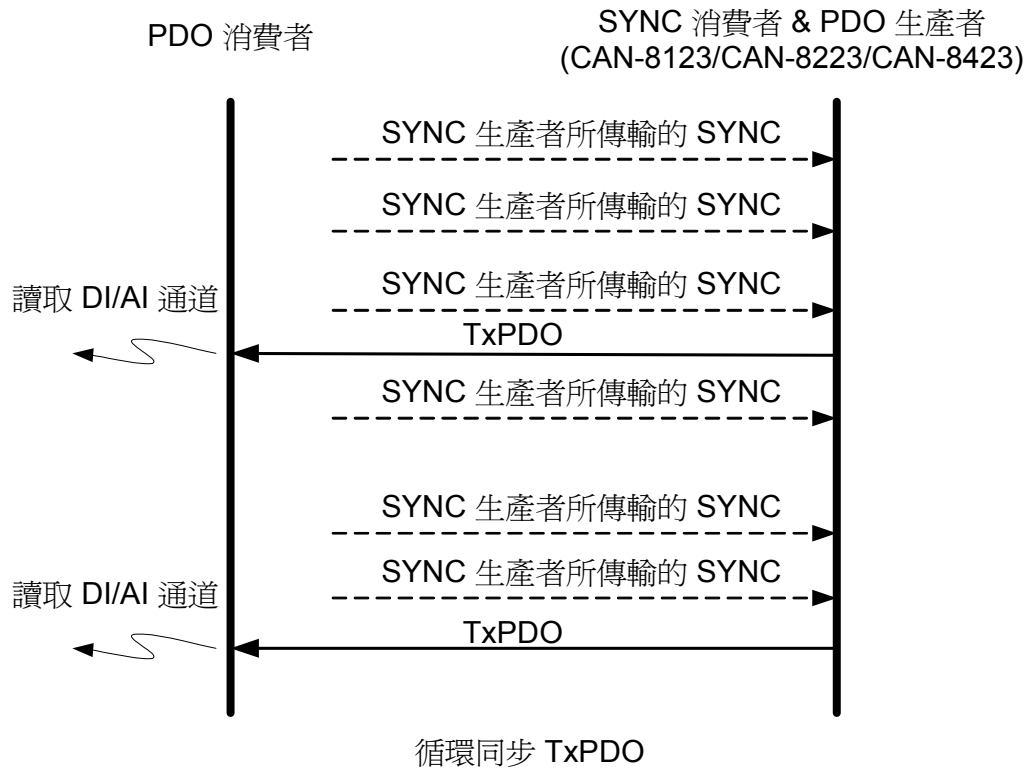 PDO 消費者
SYNC 消費者 & PDO 生產者
(CAN-8123/CAN-8223/CAN-8423)
SYNC 生產者所傳輸的 SYNC
SYNC 生產者所傳輸的 SYNC
讀取 DI/AI 通道
SYNC 生產者所傳輸的 SYNC
TxPDO
SYNC 生產者所傳輸的 SYNC
SYNC 生產者所傳輸的 SYNC
SYNC 生產者所傳輸的 SYNC
讀取 DI/AI 通道
TxPDO
循環同步 TxPDO